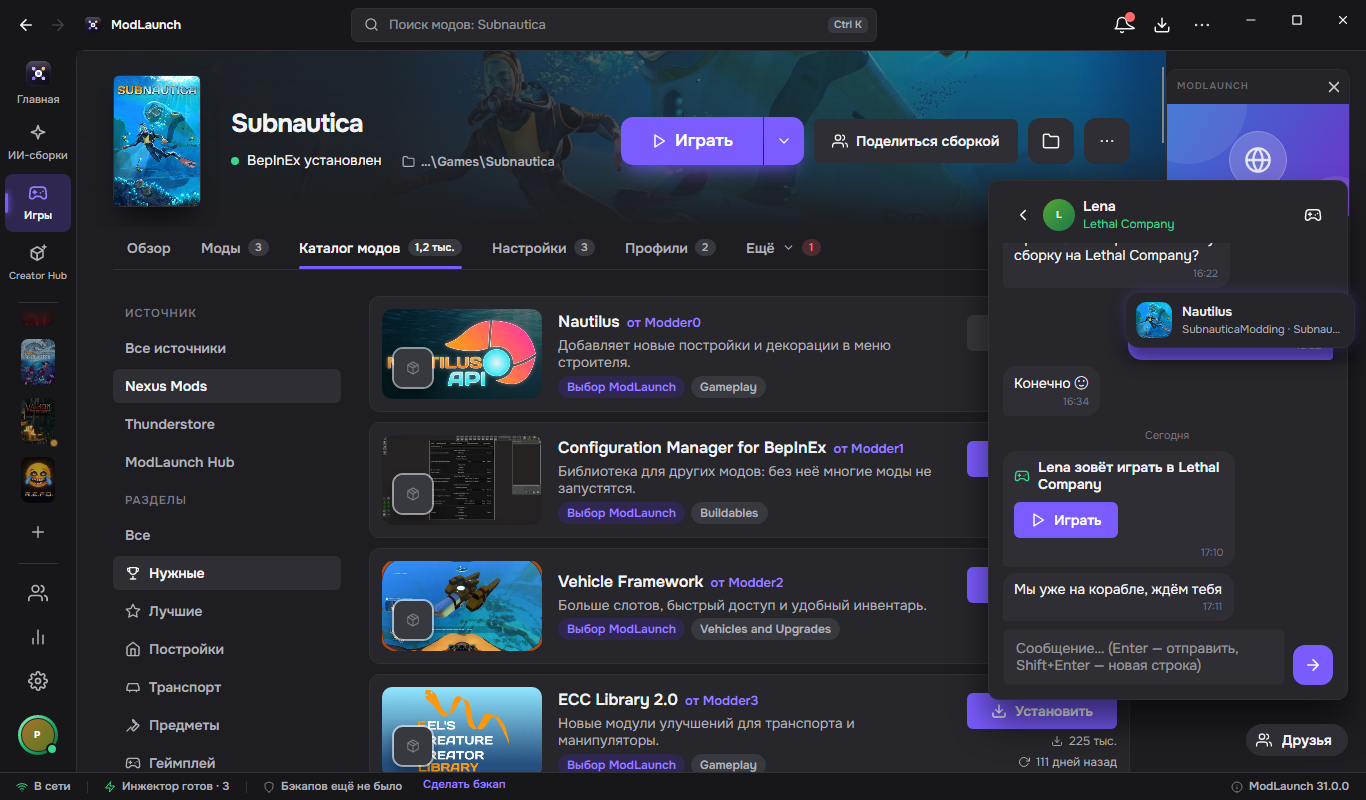 ModLaunch
Поиск модов: Subnautica
Ctrl K
Главная
ИИ-сборки
Игры
Creator Hub
SUBNAUTICA
Subnautica
BepInEx установлен
...\Games\Subnautica
Играть
Поделиться сборкой
MODLAUNCH
Обзор
Моды 3
Каталог модов 1,2 тыс.
Настройки 3
Профили 2
Ещё 1
ИСТОЧНИК
Все источники
Nexus Mods
Thunderstore
ModLaunch Hub
РАЗДЕЛЫ
Все
Нужные
Лучшие
Постройки
Транспорт
Предметы
Геймплей
Nautilus от Modder0
Добавляет новые постройки и декорации в меню
строителя.
Выбор ModLaunch Gameplay
API
Configuration Manager for BepInEx от Modder1
Библиотека для других модов: без неё многие моды не
запустятся.
Выбор ModLaunch Buildables
Vehicle Framework от Modder2
Больше слотов, быстрый доступ и удобный инвентарь.
Выбор ModLaunch Vehicles and Upgrades
ECC Library 2.0 от Modder3
Новые модули улучшений для транспорта и
манипуляторы.
Выбор ModLaunch Gameplay
LIBRARY
Установить
225 тыс.
111 дней назад
L
Lena
Lethal Company
сборку на Lethal Company?
16:22
Nautilus
SubnauticaModding · Subnau...
Конечно 🙂
16:34
Сегодня
Lena зовёт играть в Lethal
Company
Играть
17:10
Мы уже на корабле, ждём тебя
17:11
Сообщение... (Enter — отправить,
Shift+Enter — новая строка)
Друзья
P
В сети
Инжектор готов · 3
Бэкапов ещё не было
Сделать бэкап
ModLaunch 31.0.0